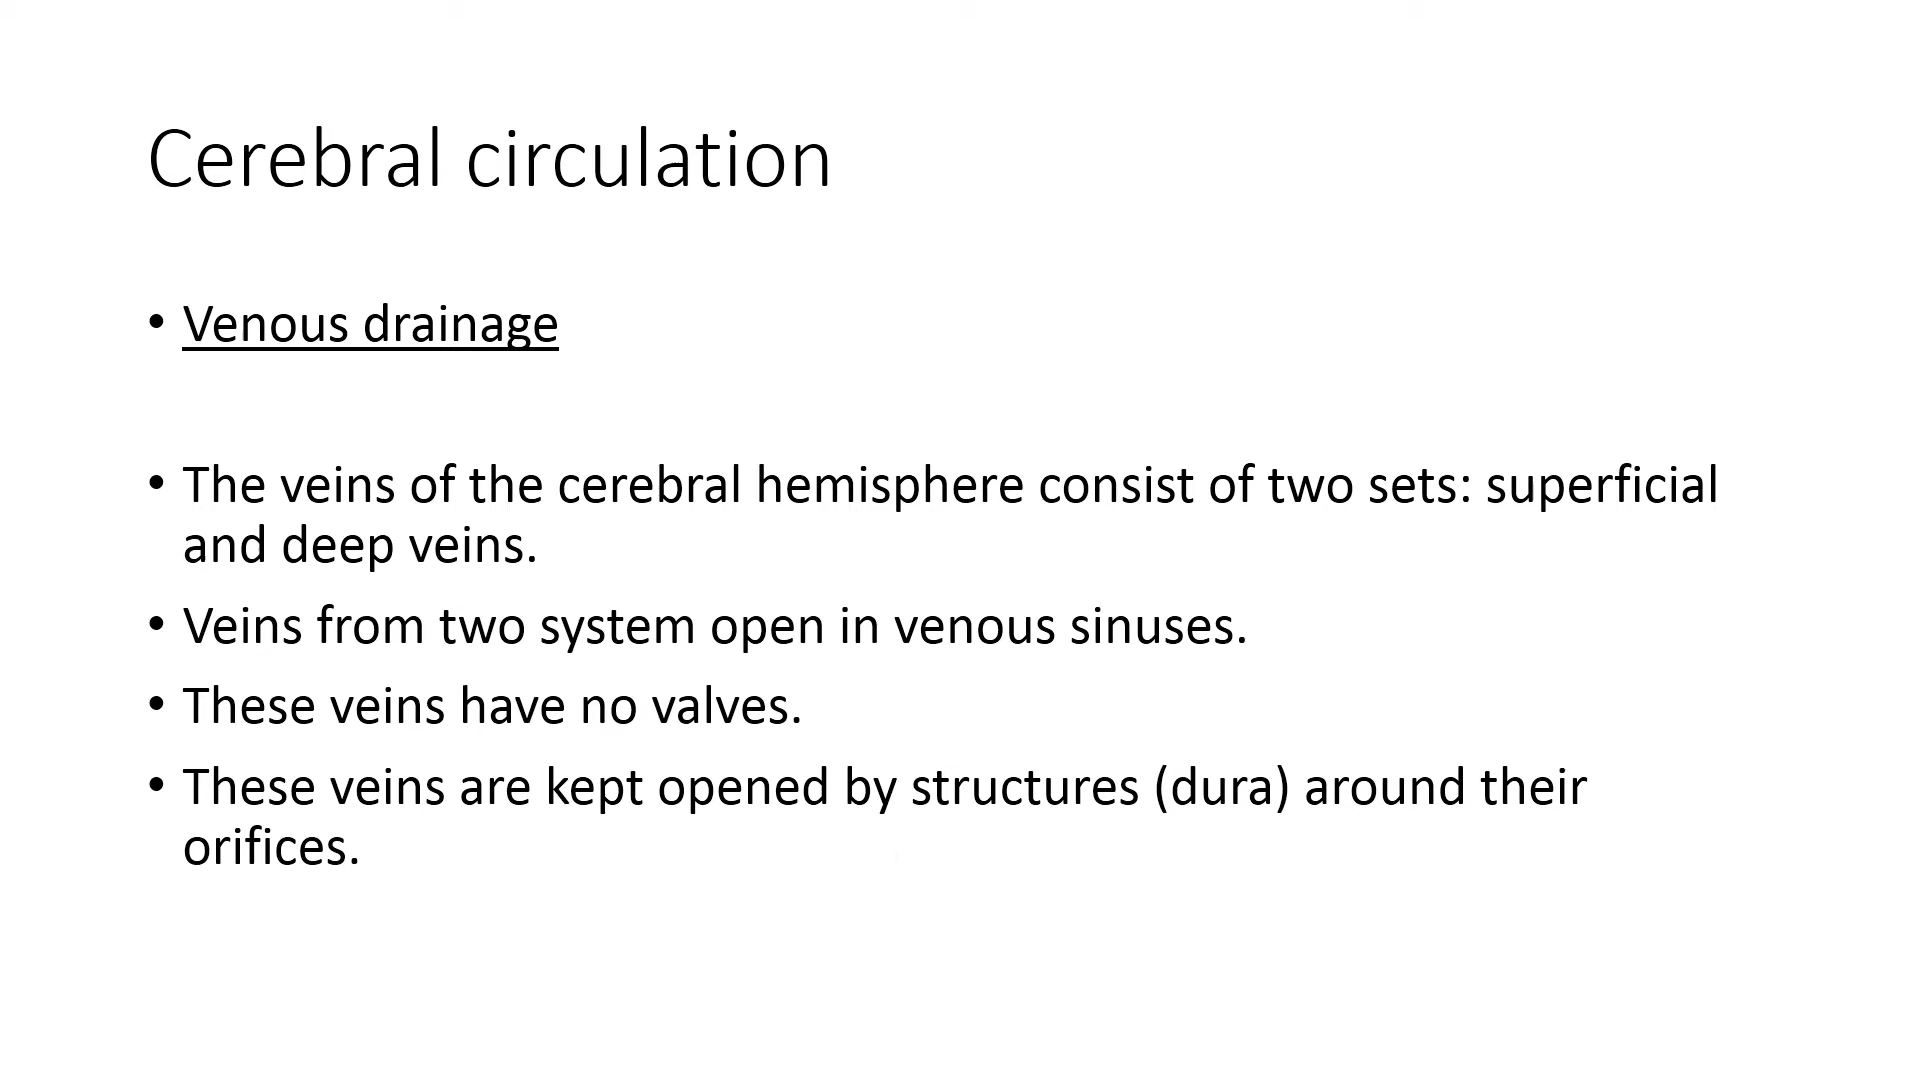 Cerebral circulation
• Venous drainage
• The veins of the cerebral hemisphere consist of two sets: superficial
and deep veins.
• Veins from two system open in venous sinuses.
• These veins have no valves.
• These veins are kept opened by structures (dura) around their
orifices.